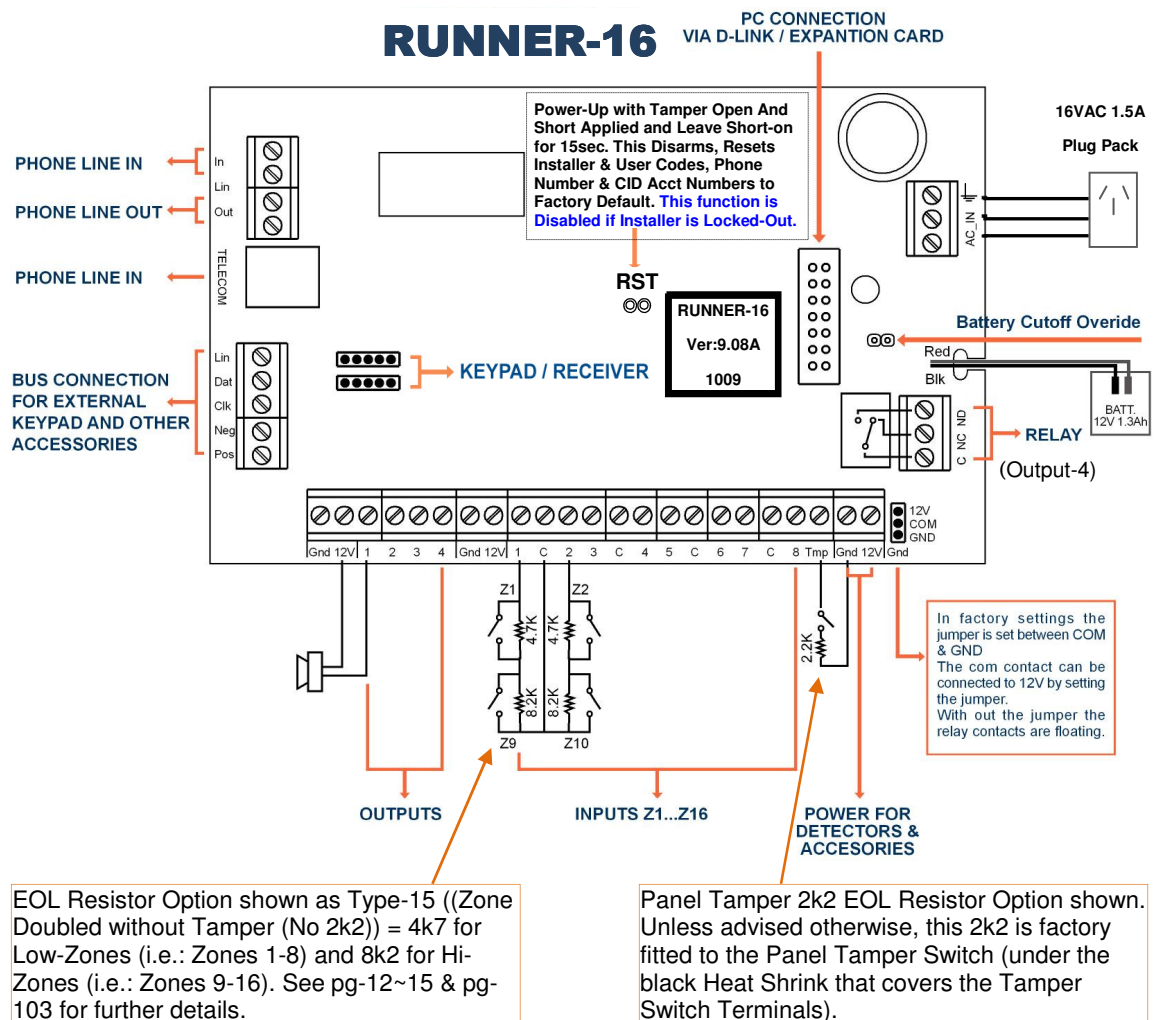 RUNNER-16
PC CONNECTION
VIA D-LINK / EXPANTION CARD
Power-Up with Tamper Open And
Short Applied and Leave Short-on
for 15sec. This Disarms, Resets
Installer & User Codes, Phone
Number & CID Acct Numbers to
Factory Default. This function is
Disabled if Installer is Locked-Out.
16VAC 1.5A
Plug Pack
PHONE LINE IN
In
Lin
PHONE LINE OUT
Out
AC_IN
PHONE LINE IN
TELECOM
RST
RUNNER-16
Ver:9.08A
1009
Battery Cutoff Overide
Red
Blk
BATT.
12V 1.3Ah
KEYPAD / RECEIVER
BUS CONNECTION
FOR EXTERNAL
KEYPAD AND OTHER
ACCESSORIES
Lin
Dat
Clk
Neg
Pos
C NC ND
RELAY
(Output-4)
12V
COM
GND
Gnd 12V 1 2 3 4 Gnd 12V 1 C 2 3 C 4 5 C 6 7 C 8 Tmp Gnd 12V Gnd
Z1 Z2
4.7K 4.7K
2.2K
8.2K 8.2K
Z9 Z10
In factory settings the
jumper is set between COM
& GND
The com contact can be
connected to 12V by setting
the jumper.
With out the jumper the
relay contacts are floating.
OUTPUTS
INPUTS Z1...Z16
POWER FOR
DETECTORS &
ACCESORIES
EOL Resistor Option shown as Type-15 ((Zone
Doubled without Tamper (No 2k2)) = 4k7 for
Low-Zones (i.e.: Zones 1-8) and 8k2 for Hi-
Zones (i.e.: Zones 9-16). See pg-12~15 & pg-
103 for further details.
Panel Tamper 2k2 EOL Resistor Option shown.
Unless advised otherwise, this 2k2 is factory
fitted to the Panel Tamper Switch (under the
black Heat Shrink that covers the Tamper
Switch Terminals).